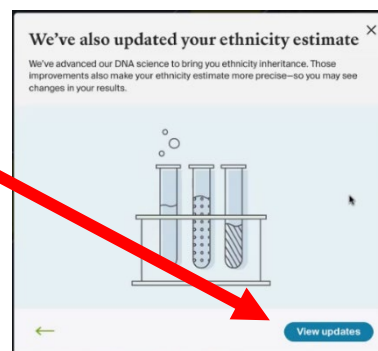 We've also updated your ethnicity estimate
We've advanced our DNA science to bring you ethnicity inheritance. Those
improvements also make your ethnicity estimate more precise—so you may see
changes in your results.
View updates